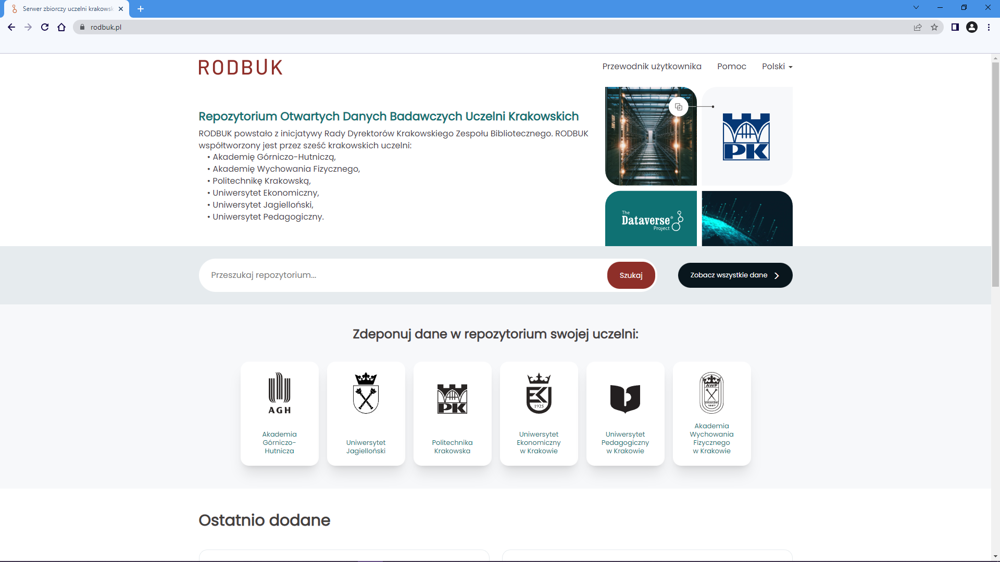 Serwer zbiorczy uczelni krakowsk
rodbuk.pl
RODBUK
Przewodnik użytkownika
Pomoc
Polski
Repozytorium Otwartych Danych Badawczych Uczelni Krakowskich
RODBUK powstało z inicjatywy Rady Dyrektorów Krakowskiego Zespołu Bibliotecznego. RODBUK
współtworzony jest przez sześć krakowskich uczelni:
• Akademię Górniczo-Hutniczą,
• Akademię Wychowania Fizycznego,
• Politechnikę Krakowską,
• Uniwersytet Ekonomiczny,
• Uniwersytet Jagielloński,
• Uniwersytet Pedagogiczny.
PK
The
Dataverse®
Project
Przeszukaj repozytorium...
Szukaj
Zobacz wszystkie dane
Zdeponuj dane w repozytorium swojej uczelni:
AGH
Akademia
Górniczo-
Hutnicza
Uniwersytet
Jagielloński
PK
Politechnika
Krakowska
EK
1925
Uniwersytet
Ekonomiczny
w Krakowie
Uniwersytet
Pedagogiczny
w Krakowie
AWF
KRAKÓW
1927
Akademia
Wychowania
Fizycznego
w Krakowie
Ostatnio dodane